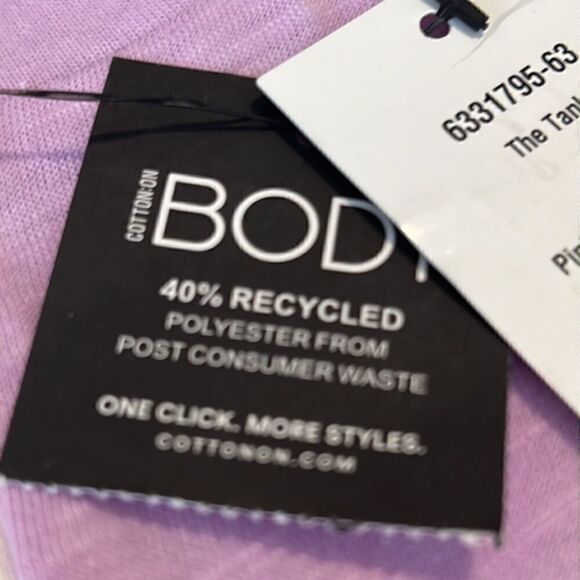 COTTON:ON
BOD
40% RECYCLED
POLYESTER FROM
POST CONSUMER WASTE
ONE CLICK. MORE STYLES.
COTTONON.COM
6331795-63
The Tan